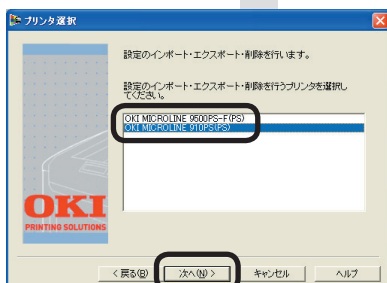 プリンタ選択
設定のインポート・エクスポート・削除を行います。
設定のインポート・エクスポート・削除を行うプリンタを選択し
てください。
OKI MICROLINE 9500PS-F(PS)
OKI MICROLINE 910PS(PS)
OKI
PRINTING SOLUTIONS
< 戻る(B)
次へ(N) >
キャンセル
ヘルプ